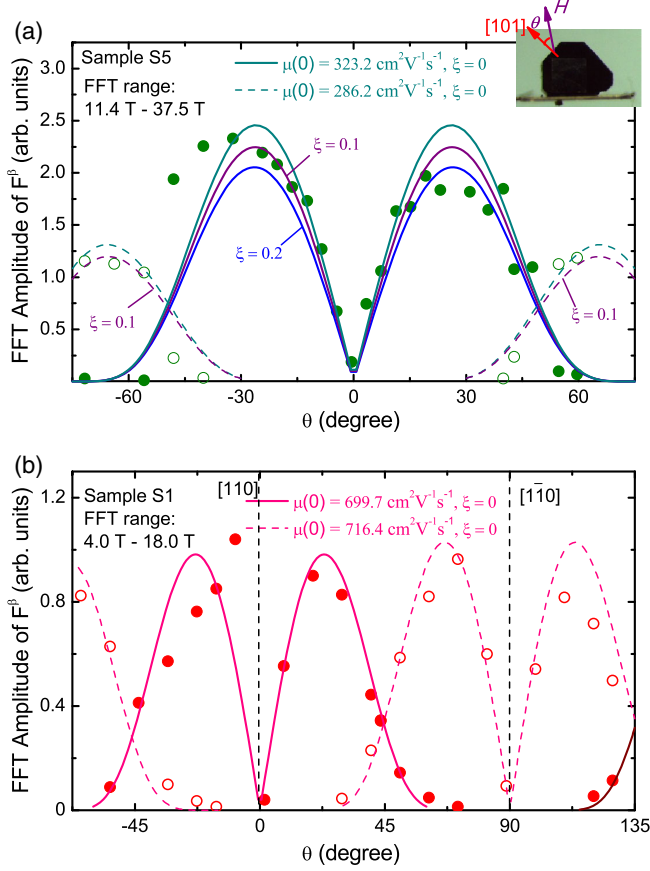 (a)
H
[101] θ
Sample S5
FFT range:
11.4 T - 37.5 T
μ(0) = 323.2 cm²V⁻¹s⁻¹, ξ = 0
μ(0) = 286.2 cm²V⁻¹s⁻¹, ξ = 0
FFT Amplitude of F^β (arb. units)
3.0
2.5
2.0
1.5
1.0
0.5
ξ=0.1
ξ=0.2
ξ=0.1
ξ=0.1
-60 -30 0 30 60
θ (degree)
(b)
Sample S1
FFT range:
4.0 T - 18.0 T
[110]
[11̅0]
μ(0) = 699.7 cm²V⁻¹s⁻¹, ξ = 0
μ(0) = 716.4 cm²V⁻¹s⁻¹, ξ = 0
FFT Amplitude of F^β (arb. units)
1.2
0.8
0.4
0
-45 0 45 90 135
θ (degree)